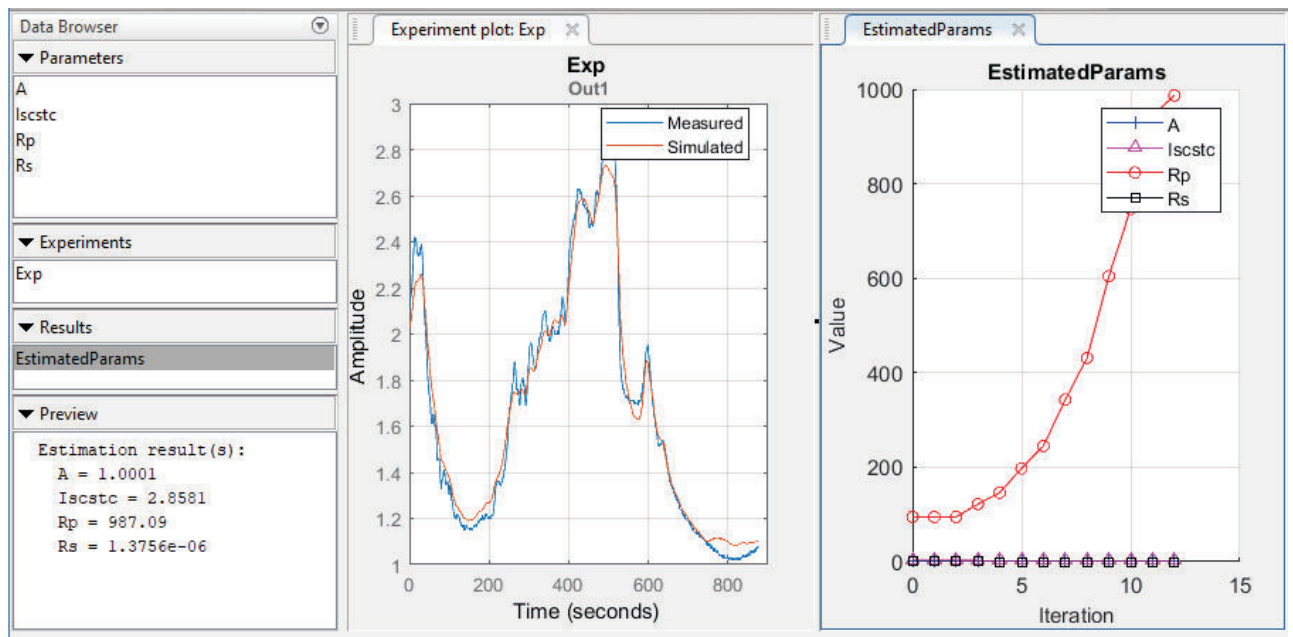 Data Browser
Parameters
A
Iscstc
Rp
Rs
Experiments
Exp
Results
EstimatedParams
Preview
Estimation result(s):
A = 1.0001
Iscstc = 2.8581
Rp = 987.09
Rs = 1.3756e-06
Experiment plot: Exp
Exp
Out1
Measured
Simulated
3
2.8
2.6
2.4
2.2
2
1.8
1.6
1.4
1.2
1
Amplitude
0 200 400 600 800
Time (seconds)
EstimatedParams
EstimatedParams
A
Iscstc
Rp
Rs
1000
800
600
400
200
0
Value
0 5 10 15
Iteration